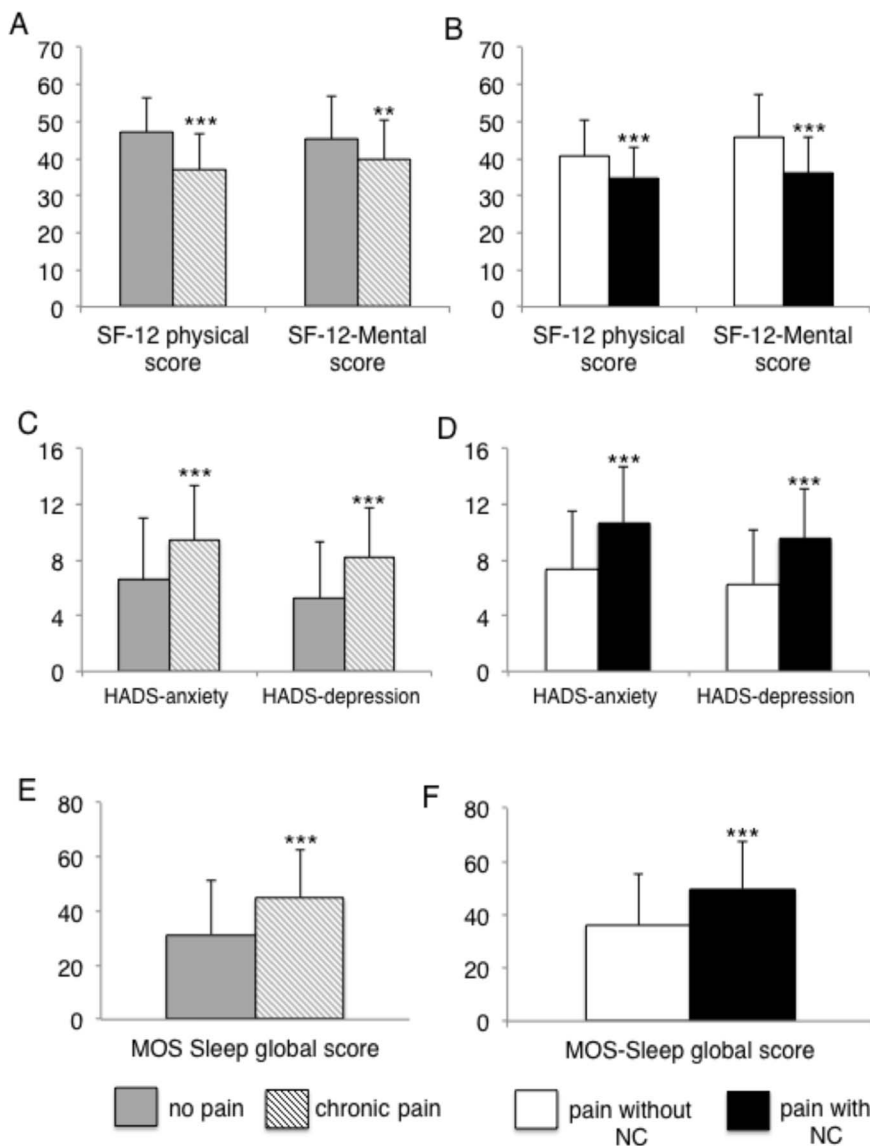 A
70
60
50
40
30
20
10
0
***
**
SF-12 physical
score
SF-12-Mental
score
B
70
60
50
40
30
20
10
0
***
***
SF-12 physical
score
SF-12-Mental
score
C
16
12
8
4
0
***
***
HADS-anxiety
HADS-depression
D
16
12
8
4
0
***
***
HADS-anxiety
HADS-depression
E
80
60
40
20
0
***
MOS Sleep global score
F
80
60
40
20
0
***
MOS-Sleep global score
no pain
chronic pain
pain without
NC
pain with
NC